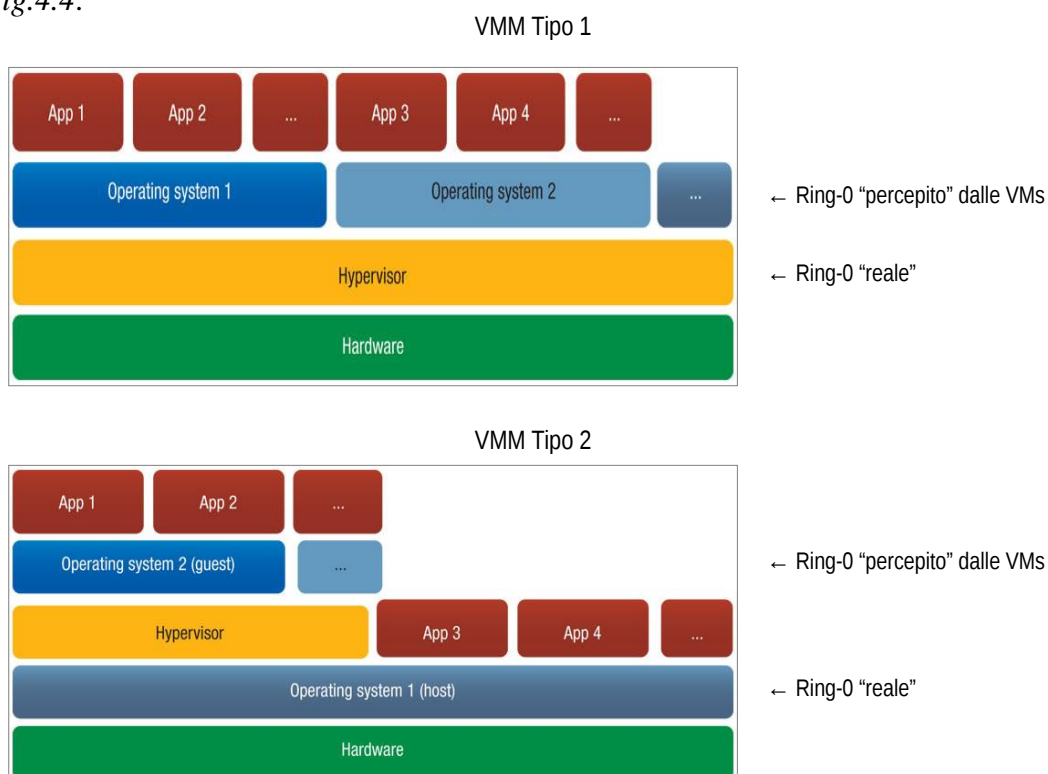 ig.4.4.
VMM Tipo 1
App 1 App 2 ... App 3 App 4 ...
Operating system 1 Operating system 2 ... ← Ring-0 “percepito” dalle VMs
Hypervisor ← Ring-0 “reale”
Hardware
VMM Tipo 2
App 1 App 2 ...
Operating system 2 (guest) ... ← Ring-0 “percepito” dalle VMs
Hypervisor App 3 App 4 ...
Operating system 1 (host) ← Ring-0 “reale”
Hardware